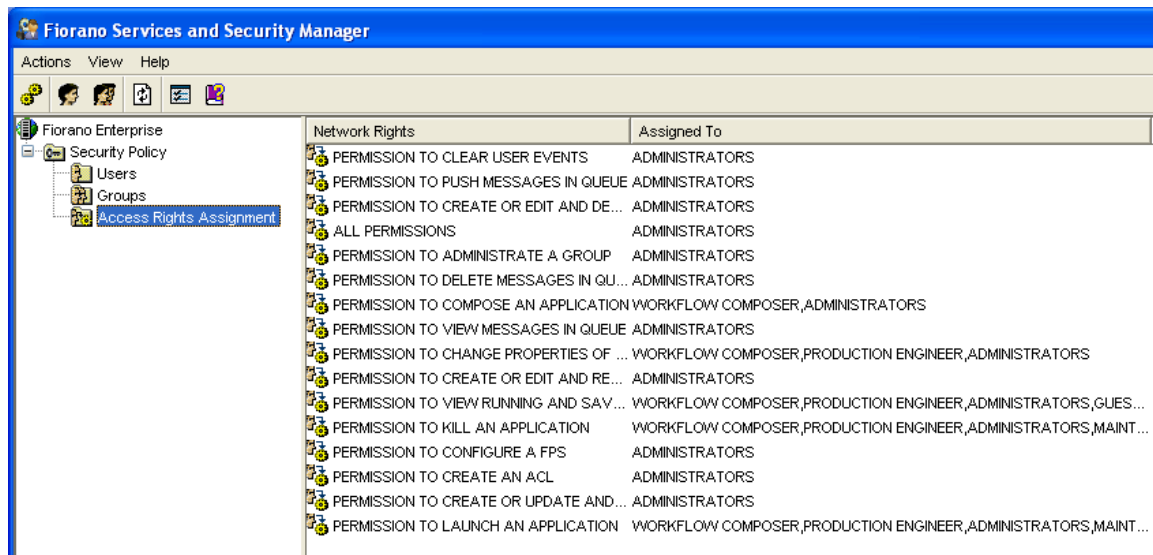 Fiorano Services and Security Manager
Actions View Help
Fiorano Enterprise
Security Policy
Users
Groups
Access Rights Assignment
Network Rights Assigned To
PERMISSION TO CLEAR USER EVENTS ADMINISTRATORS
PERMISSION TO PUSH MESSAGES IN QUEUE ADMINISTRATORS
PERMISSION TO CREATE OR EDIT AND DE... ADMINISTRATORS
ALL PERMISSIONS ADMINISTRATORS
PERMISSION TO ADMINISTRATE A GROUP ADMINISTRATORS
PERMISSION TO DELETE MESSAGES IN QU... ADMINISTRATORS
PERMISSION TO COMPOSE AN APPLICATION WORKFLOW COMPOSER,ADMINISTRATORS
PERMISSION TO VIEW MESSAGES IN QUEUE ADMINISTRATORS
PERMISSION TO CHANGE PROPERTIES OF ... WORKFLOW COMPOSER,PRODUCTION ENGINEER,ADMINISTRATORS
PERMISSION TO CREATE OR EDIT AND RE... ADMINISTRATORS
PERMISSION TO VIEW RUNNING AND SAV... WORKFLOW COMPOSER,PRODUCTION ENGINEER,ADMINISTRATORS,GUES...
PERMISSION TO KILL AN APPLICATION WORKFLOW COMPOSER,PRODUCTION ENGINEER,ADMINISTRATORS,MAINT...
PERMISSION TO CONFIGURE A FPS ADMINISTRATORS
PERMISSION TO CREATE AN ACL ADMINISTRATORS
PERMISSION TO CREATE OR UPDATE AND... ADMINISTRATORS
PERMISSION TO LAUNCH AN APPLICATION WORKFLOW COMPOSER,PRODUCTION ENGINEER,ADMINISTRATORS,MAINT...